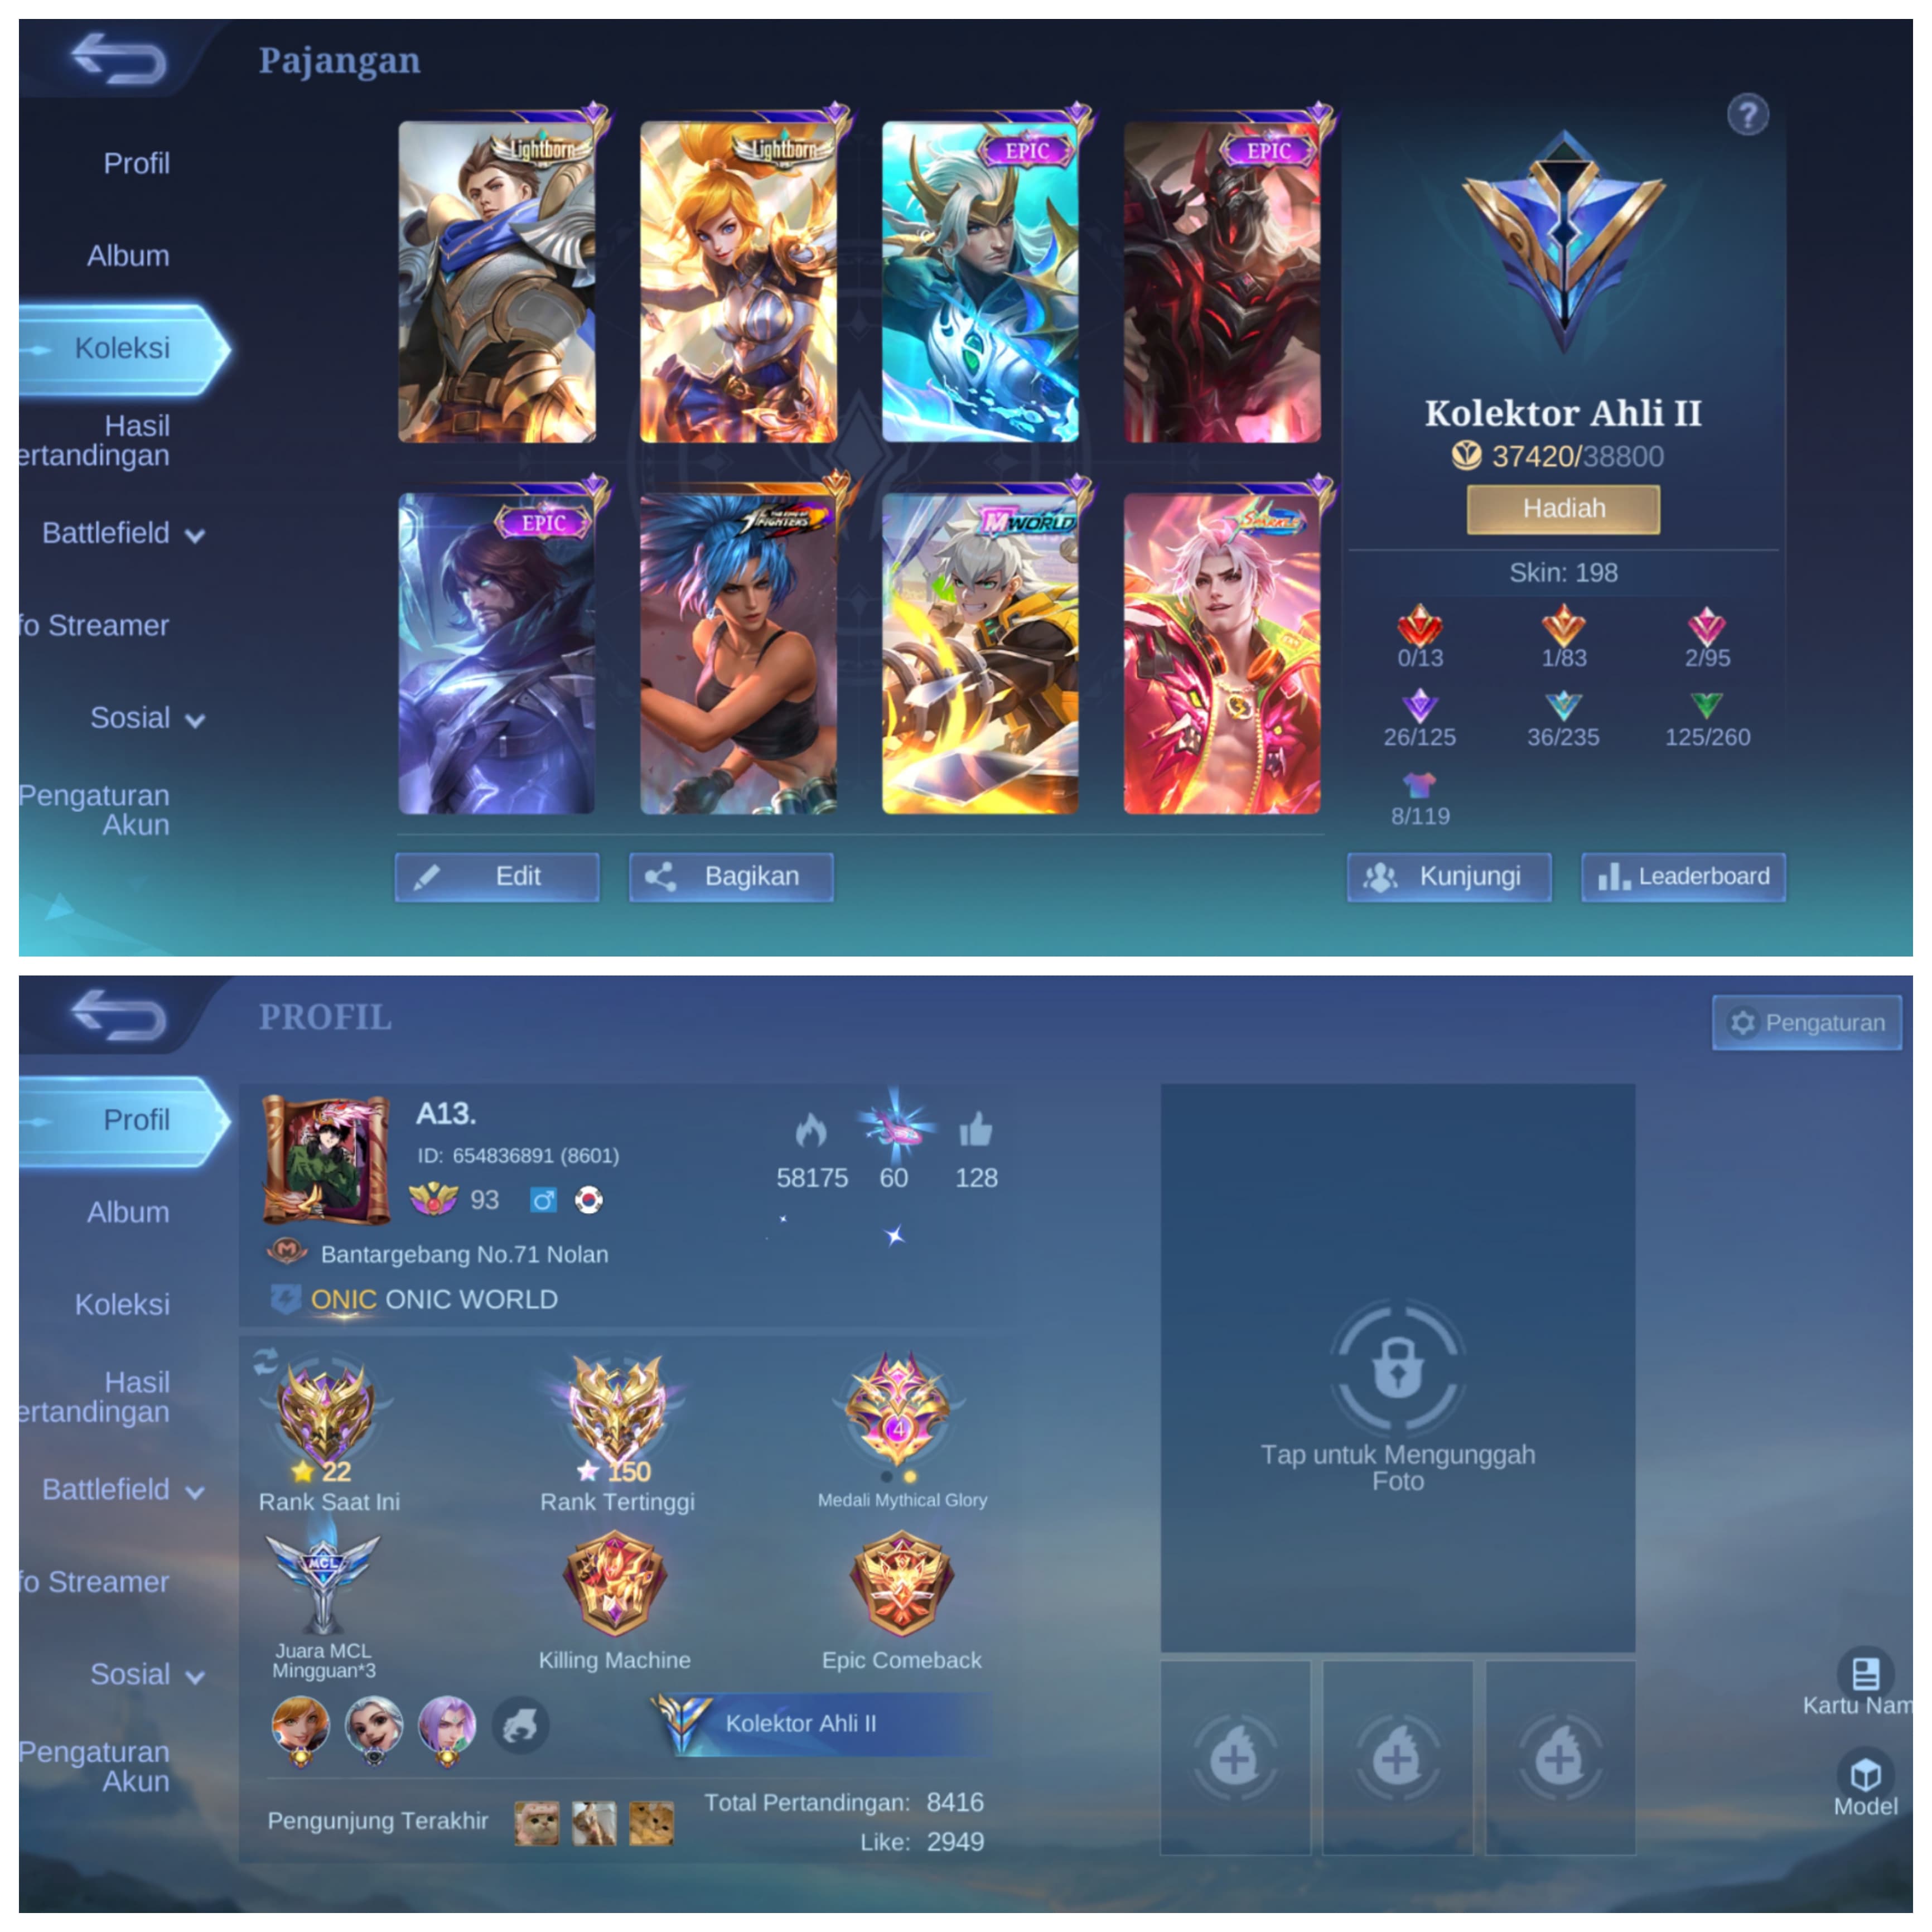 Pajangan
Profil
Album
Koleksi
Hasil
ertandingan
Battlefield
fo Streamer
Sosial
Pengaturan
Akun
Lightborn
Lightborn
EPIC
EPIC
EPIC
THE KING OF
FIGHTERS
MWORLD
SPARKLE
?
Kolektor Ahli II
37420/38800
Hadiah
Skin: 198
0/13
1/83
2/95
26/125
36/235
125/260
8/119
Edit
Bagikan
Kunjungi
Leaderboard
PROFIL
Pengaturan
Profil
Album
Koleksi
Hasil
ertandingan
Battlefield
fo Streamer
Sosial
Pengaturan
Akun
A13.
ID: 654836891 (8601)
93
58175
60
128
Bantargebang No.71 Nolan
ONIC ONIC WORLD
22
Rank Saat Ini
150
Rank Tertinggi
4
Medali Mythical Glory
MCL
Juara MCL
Mingguan*3
Killing Machine
Epic Comeback
Kolektor Ahli II
Pengunjung Terakhir
Total Pertandingan: 8416
Like: 2949
Tap untuk Mengunggah
Foto
Kartu Nam
Model